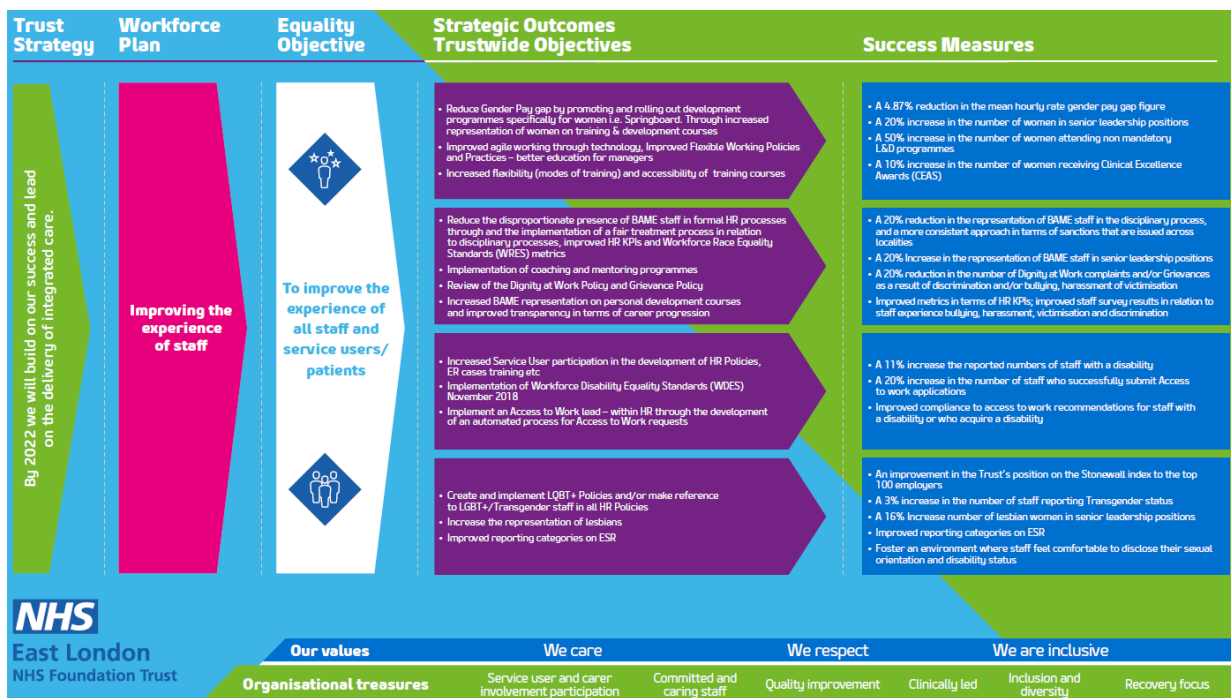 Trust
Strategy
Workforce
Plan
Equality
Objective
Strategic Outcomes
Trustwide Objectives
Success Measures
By 2022 we will build on our success and lead
on the delivery of integrated care.
Improving the
experience
of staff
To improve the
experience of
all staff and
service users/
patients
• Reduce Gender Pay gap by promoting and rolling out development
programmes specifically for women i.e. Springboard. Through increased
representation of women on training & development courses
• Improved agile working through technology, Improved Flexible Working Policies
and Practices – better education for managers
• Increased flexibility (modes of training) and accessibility of training courses
• A 4.87% reduction in the mean hourly rate gender pay gap figure
• A 20% increase in the number of women in senior leadership positions
• A 50% increase in the number of women attending non mandatory
L&D programmes
• A 10% increase in the number of women receiving Clinical Excellence
Awards (CEAS)
• Reduce the disproportionate presence of BAME staff in formal HR processes
through and the implementation of a fair treatment process in relation
to disciplinary processes, improved HR KPIs and Workforce Race Equality
Standards (WRES) metrics
• Implementation of coaching and mentoring programmes
• Review of the Dignity at Work Policy and Grievance Policy
• Increased BAME representation on personal development courses
and improved transparency in terms of career progression
• A 20% reduction in the representation of BAME staff in the disciplinary process,
and a more consistent approach in terms of sanctions that are issued across
localities
• A 20% Increase in the representation of BAME staff in senior leadership positions
• A 20% reduction in the number of Dignity at Work complaints and/or Grievances
as a result of discrimination and/or bullying, harassment of victimisation
• Improved metrics in terms of HR KPIs; improved staff survey results in relation to
staff experience bullying, harassment, victimisation and discrimination
• Increased Service User participation in the development of HR Policies,
ER cases training etc
• Implementation of Workforce Disability Equality Standards (WDES)
November 2018
• Implement an Access to Work lead – within HR through the development
of an automated process for Access to Work requests
• A 11% increase the reported numbers of staff with a disability
• A 20% increase in the number of staff who successfully submit Access
to work applications
• Improved compliance to access to work recommendations for staff with
a disability or who acquire a disability
• Create and implement LQBT+ Policies and/or make reference
to LGBT+/Transgender staff in all HR Policies
• Increase the representation of lesbians
• Improved reporting categories on ESR
• An improvement in the Trust's position on the Stonewall index to the top
100 employers
• A 3% increase in the number of staff reporting Transgender status
• A 16% Increase number of lesbian women in senior leadership positions
• Improved reporting categories on ESR
• Foster an environment where staff feel comfortable to disclose their sexual
orientation and disability status
NHS
East London
NHS Foundation Trust
Our values
We care
We respect
We are inclusive
Organisational treasures
Service user and carer
involvement participation
Committed and
caring staff
Quality improvement
Clinically led
Inclusion and
diversity
Recovery focus